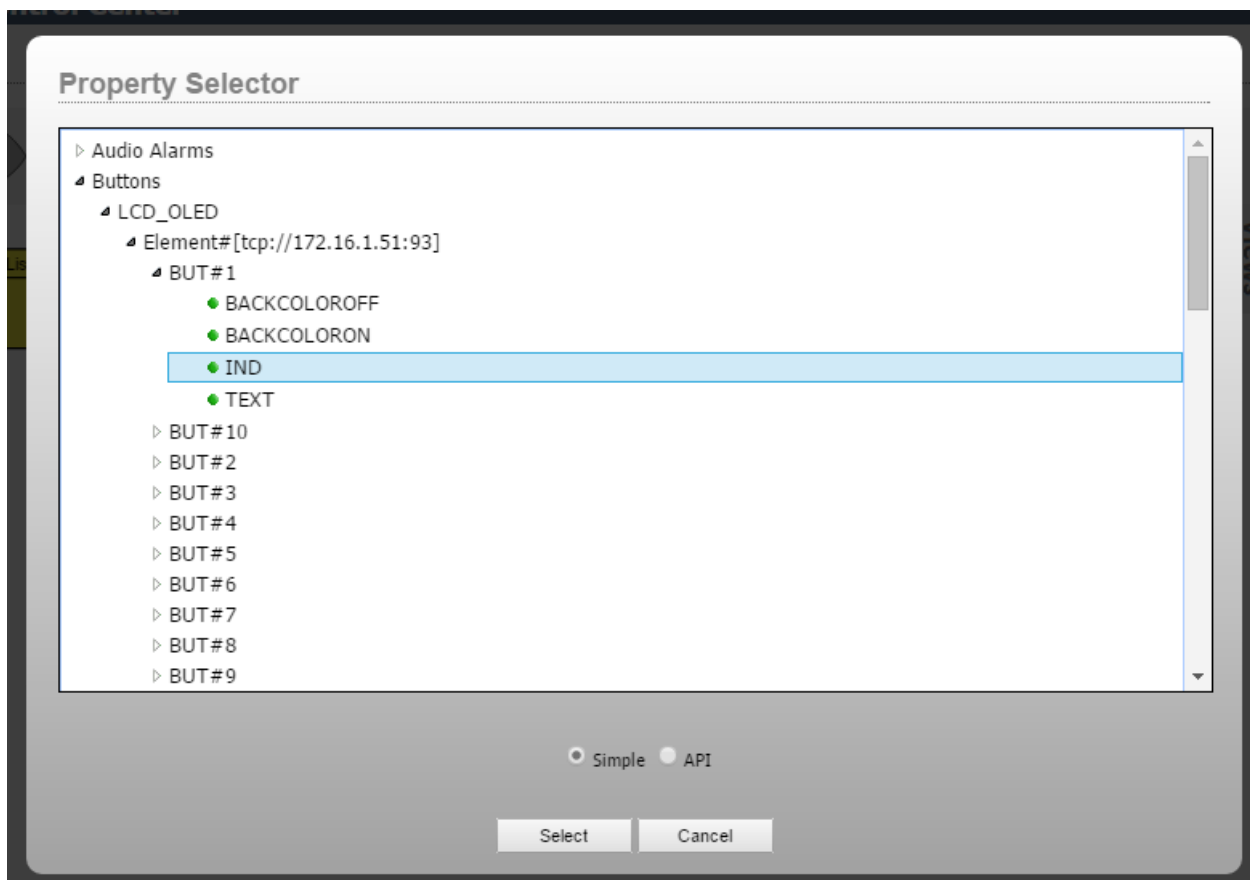 Property Selector
Audio Alarms
Buttons
LCD_OLED
Element#[tcp://172.16.1.51:93]
BUT#1
BACKCOLOROFF
BACKCOLORON
IND
TEXT
BUT#10
BUT#2
BUT#3
BUT#4
BUT#5
BUT#6
BUT#7
BUT#8
BUT#9
Simple API
Select Cancel